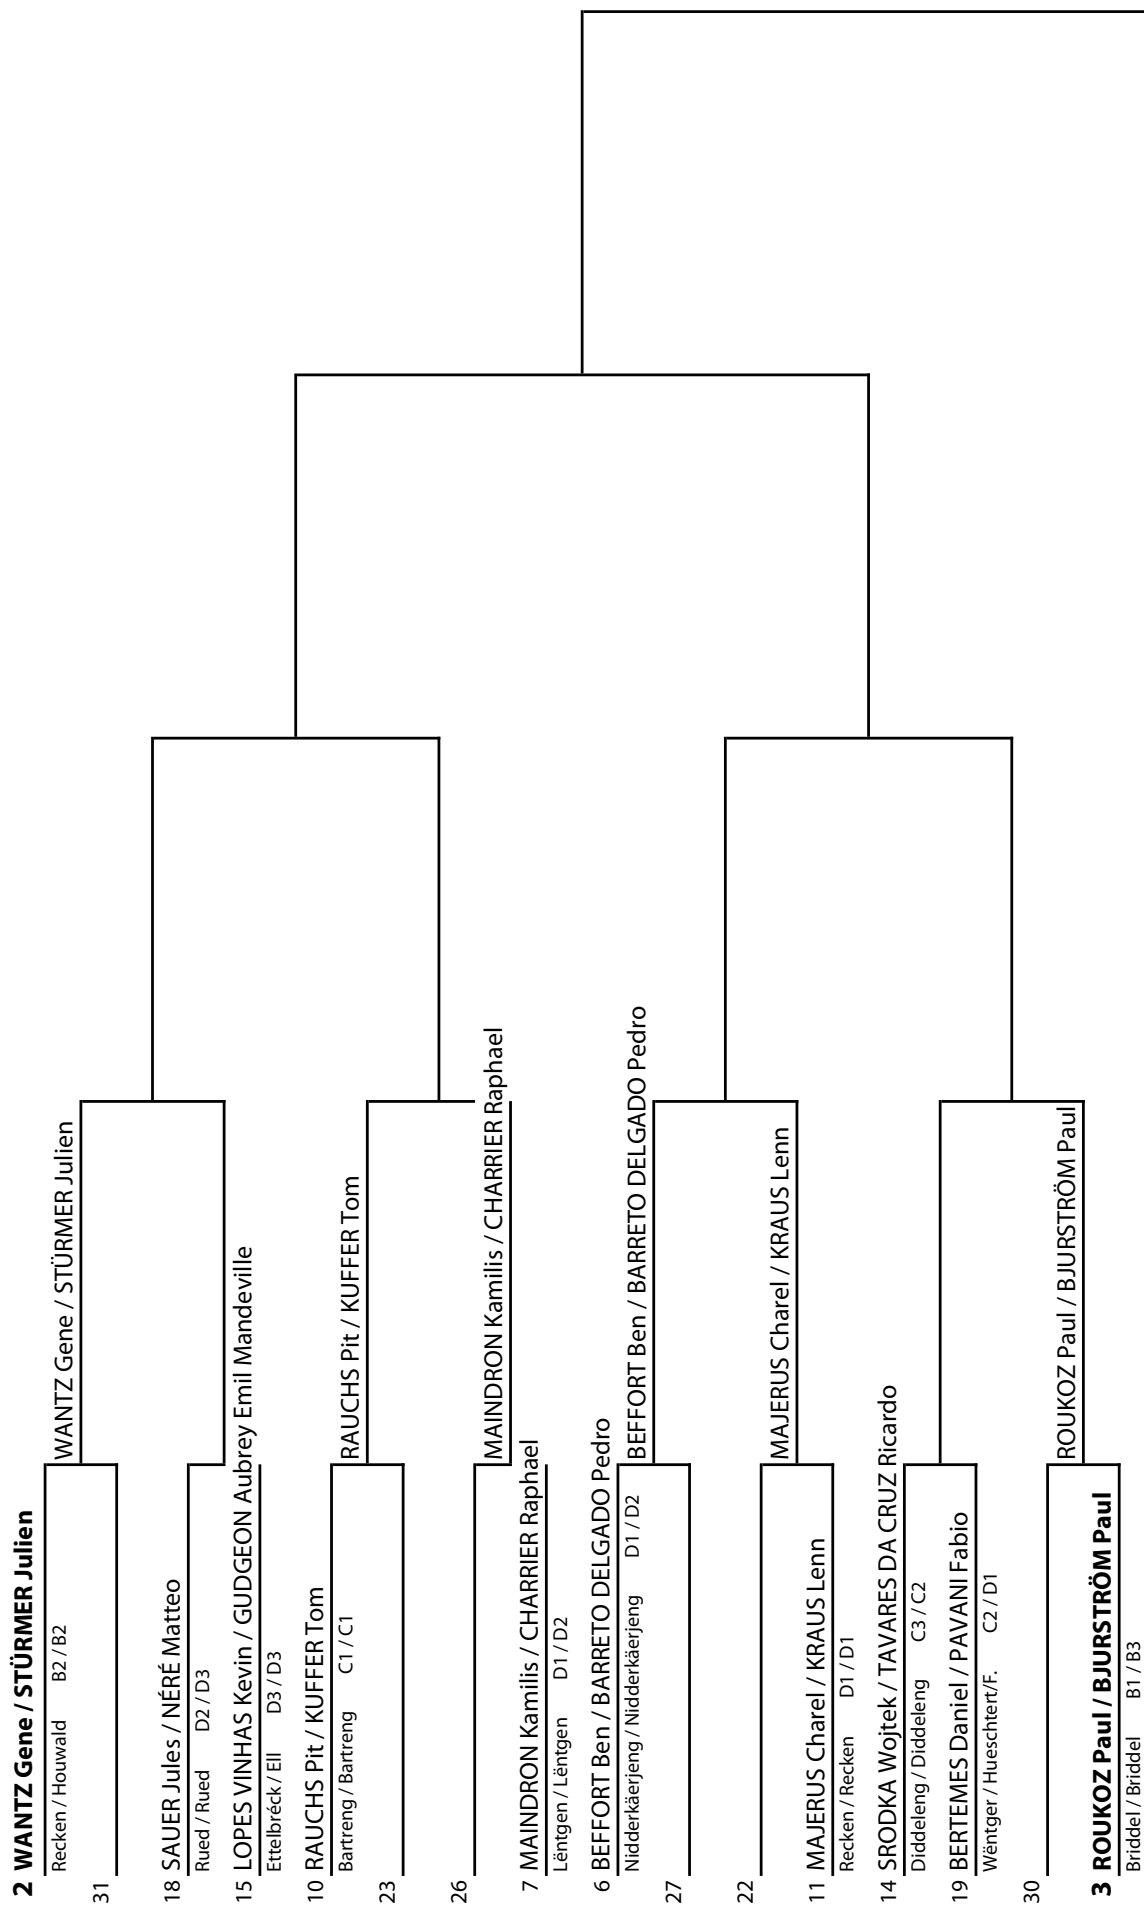 2 WANTZ Gene / STÜRMER Julien
Recken / Houwald B2 / B2
WANTZ Gene / STÜRMER Julien
31
18 SAUER Jules / NÉRÉ Matteo
Rued / Rued D2 / D3
15 LOPES VINHAS Kevin / GUDGEON Aubrey Emil Mandeville
Ettelbréck / Ell D3 / D3
10 RAUCHS Pit / KUFFER Tom
Bartreng / Bartreng C1 / C1
RAUCHS Pit / KUFFER Tom
23
26
MAINDRON Kamilis / CHARRIER Raphael
7 MAINDRON Kamilis / CHARRIER Raphael
Lëntgen / Lëntgen D1 / D2
6 BEFFORT Ben / BARRETO DELGADO Pedro
Nidderkäerjeng / Nidderkäerjeng D1 / D2
BEFFORT Ben / BARRETO DELGADO Pedro
27
22
MAJERUS Charel / KRAUS Lenn
11 MAJERUS Charel / KRAUS Lenn
Recken / Recken D1 / D1
14 SRODKA Wojtek / TAVARES DA CRUZ Ricardo
Diddeleng / Diddeleng C3 / C2
19 BERTEMES Daniel / PAVANI Fabio
Wëntger / Hueschtert/F. C2 / D1
30
ROUKOZ Paul / BJURSTRÖM Paul
3 ROUKOZ Paul / BJURSTRÖM Paul
Briddel / Briddel B1 / B3